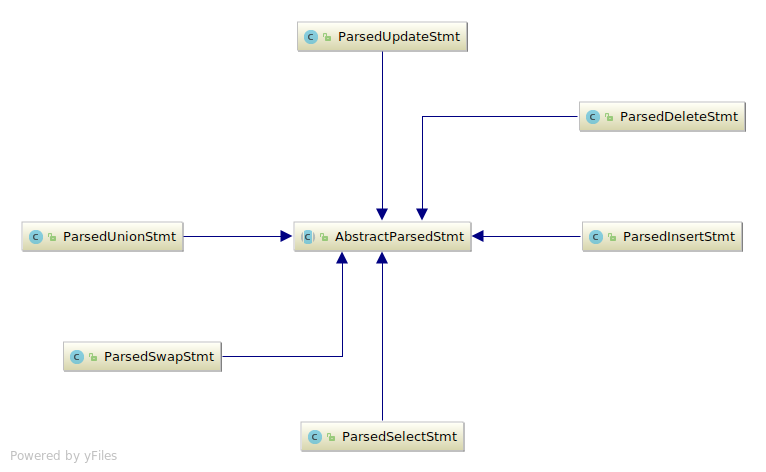 C ParsedUpdateStmt
C ParsedDeleteStmt
C ParsedUnionStmt
C AbstractParsedStmt
C ParsedInsertStmt
C ParsedSwapStmt
C ParsedSelectStmt
Powered by yFiles